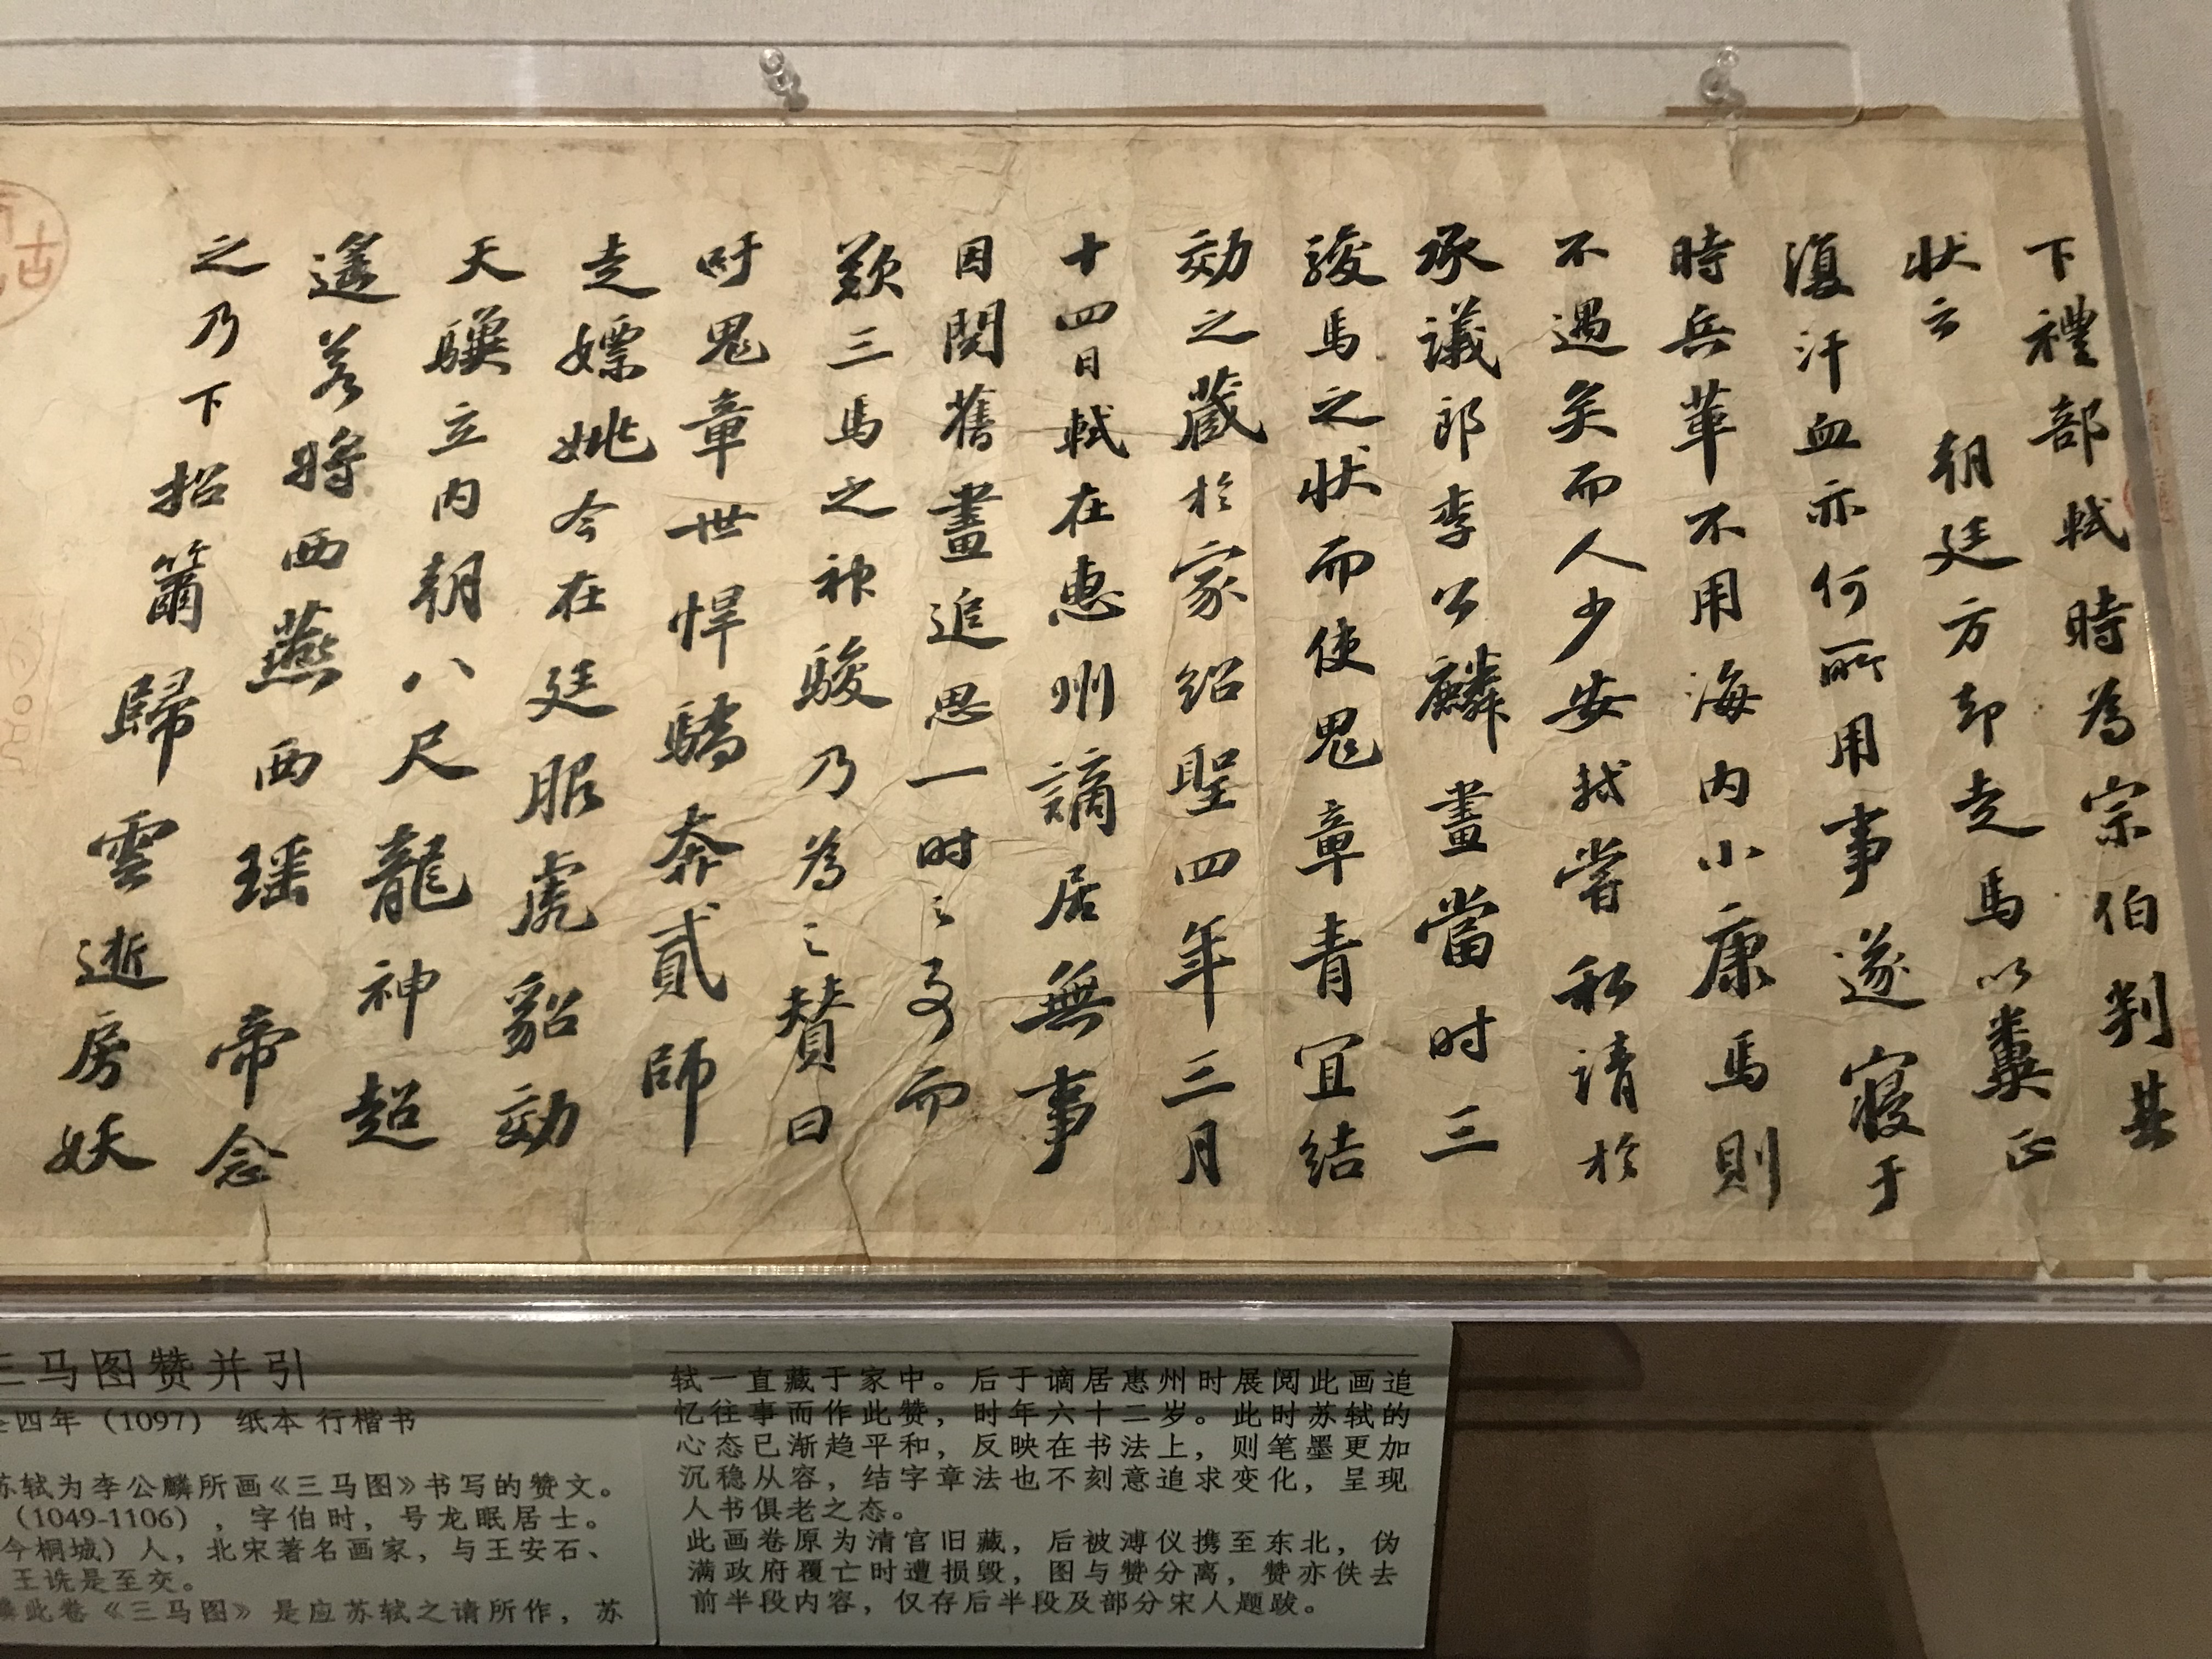 下禮部軾時為宗伯判其
状云 朝廷方却走馬以糞正
復汗血亦何所用事遂寢于
時兵革不用海内小康馬則
不遇矣而人少安軾嘗私請於
承議郎李公麟畫當时三
駿馬之状而使鬼章青宜结
効之藏於家绍聖四年三月
十四日軾在惠州謫居無事
因閲舊畫追思一时之事而
歎三馬之神駿乃為之賛曰
吁鬼章世悍驕奔貳師
走嫖姚今在廷服虎貂効
天驥立内朝八尺龍神超
遙若將西燕西瑶 帝念
之乃下招籋歸雲逝房妖
古
三马图赞并引
四年（1097） 纸本 行楷书
苏轼为李公麟所画《三马图》书写的赞文。
（1049-1106），字伯时，号龙眠居士。
今桐城）人，北宋著名画家，与王安石、
王诜是至交。
此卷《三马图》是应苏轼之请所作，苏
轼一直藏于家中。后于谪居惠州时展阅此画追
忆往事而作此赞，时年六十二岁。此时苏轼的
心态已渐趋平和，反映在书法上，则笔墨更加
沉稳从容，结字章法也不刻意追求变化，呈现
人书俱老之态。
此画卷原为清官旧藏，后被溥仪携至东北，伪
满政府覆亡时遭损毁，图与赞分离，赞亦佚去
前半段内容，仅存后半段及部分宋人题跋。